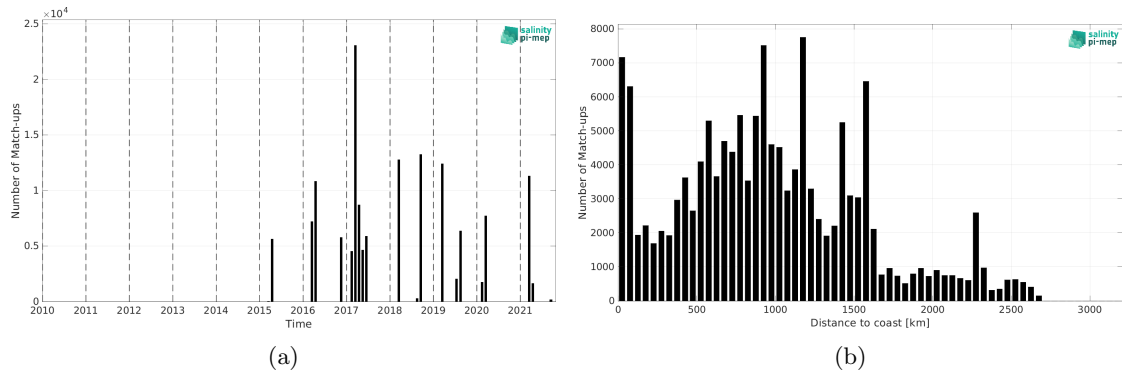 ×10⁴
2.5
2
1.5
1
0.5
0
Number of Match-ups
2010 2011 2012 2013 2014 2015 2016 2017 2018 2019 2020 2021
Time
salinity
pi-mep
(a)
8000
7000
6000
5000
4000
3000
2000
1000
0
Number of Match-ups
0 500 1000 1500 2000 2500 3000
Distance to coast [km]
salinity
pi-mep
(b)